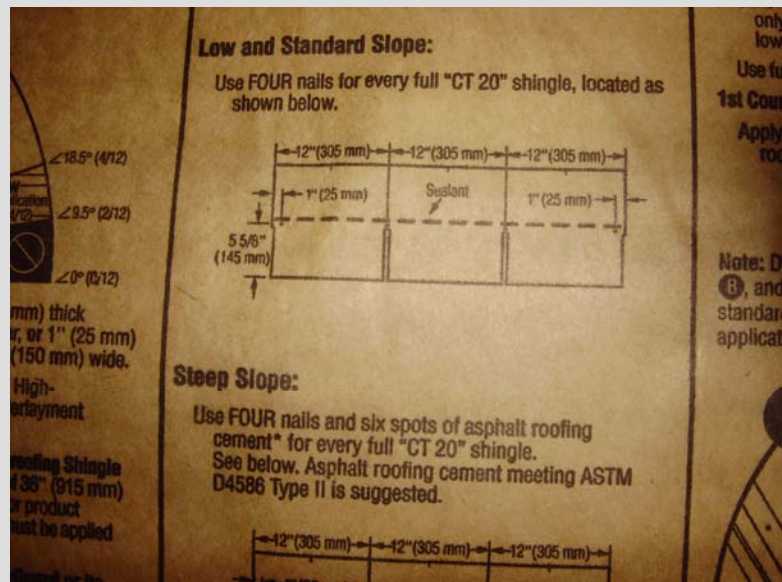 Low and Standard Slope:
Use FOUR nails for every full "CT 20" shingle, located as
shown below.
12"(305 mm) 12"(305 mm) 12"(305 mm)
1" (25 mm) Sealant 1" (25 mm)
5 5/8"
(145 mm)
Steep Slope:
Use FOUR nails and six spots of asphalt roofing
cement* for every full "CT 20" shingle.
See below. Asphalt roofing cement meeting ASTM
D4586 Type II is suggested.
12"(305 mm) 12"(305 mm) 12"(305 mm)
∠18.5° (4/12)
∠9.5° (2/12)
∠0° (0/12)
mm) thick
r, or 1" (25 mm)
(150 mm) wide.
High-
erlayment
roofing Shingle
36" (915 mm)
or product
must be applied
only
low
Use fu
1st Cour
Apply
roo
Note: D
B, and
standar
applicat